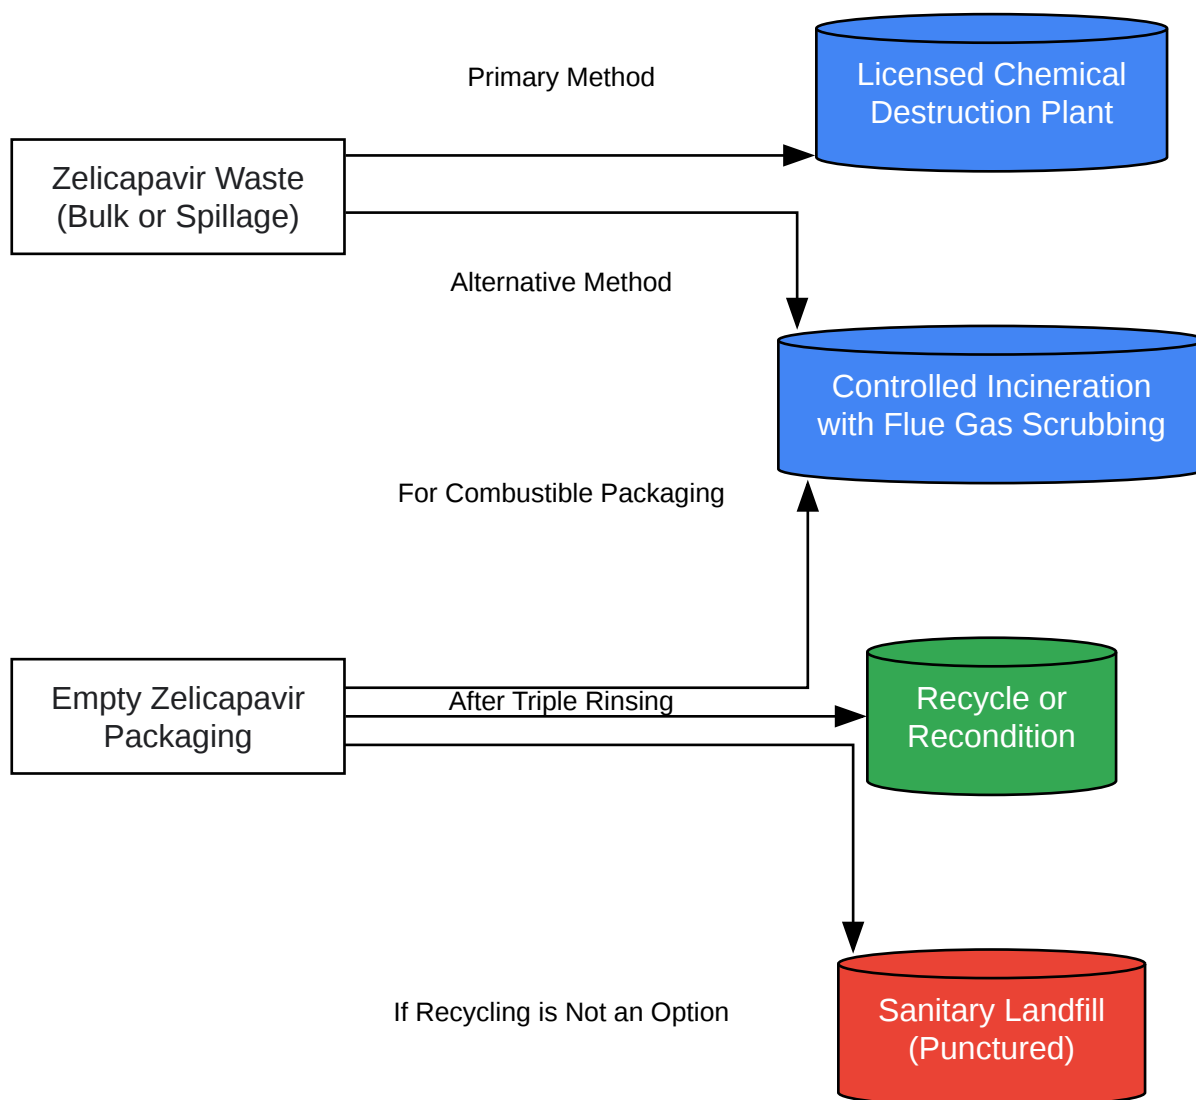 Primary Method
Licensed Chemical
Destruction Plant
Zelicapavir Waste
(Bulk or Spillage)
Alternative Method
Controlled Incineration
with Flue Gas Scrubbing
For Combustible Packaging
Empty Zelicapavir
Packaging
After Triple Rinsing
Recycle or
Recondition
If Recycling is Not an Option
Sanitary Landfill
(Punctured)